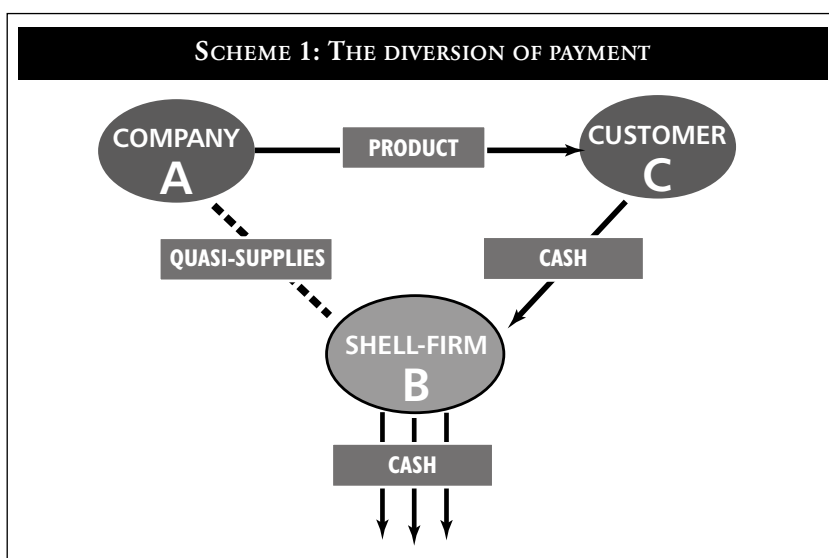 SCHEME 1: THE DIVERSION OF PAYMENT
COMPANY
A
PRODUCT
CUSTOMER
C
QUASI-SUPPLIES
CASH
SHELL-FIRM
B
CASH